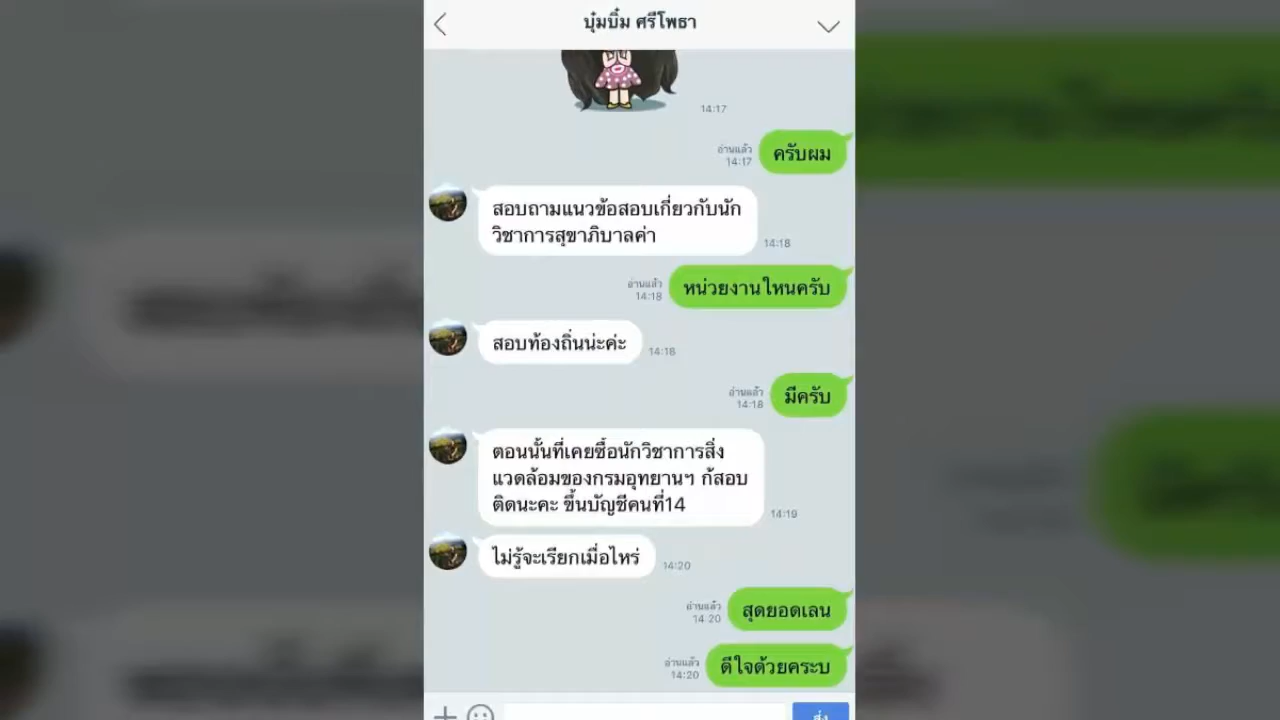 บุ๋มบิ๋ม ศรีโพธา
14:17
ครับผม
อ่านแล้ว
14:17
สอบถามแนวข้อสอบเกี่ยวกับนัก
วิชาการสุขาภิบาลค่า
14:18
หน่วยงานไหนครับ
อ่านแล้ว
14:18
สอบท้องถิ่นน่ะค่ะ
14:18
มีครับ
อ่านแล้ว
14:18
ตอนนั้นที่เคยซื้อนักวิชาการสิ่ง
แวดล้อมของกรมอุทยานฯ ก้สอบ
ติดนะคะ ขึ้นบัญชีคนที่14
14:19
ไม่รู้จะเรียกเมื่อไหร่
14:20
สุดยอดเลน
อ่านแล้ว
14:20
ดีใจด้วยคระบ
อ่านแล้ว
14:20
ส่ง